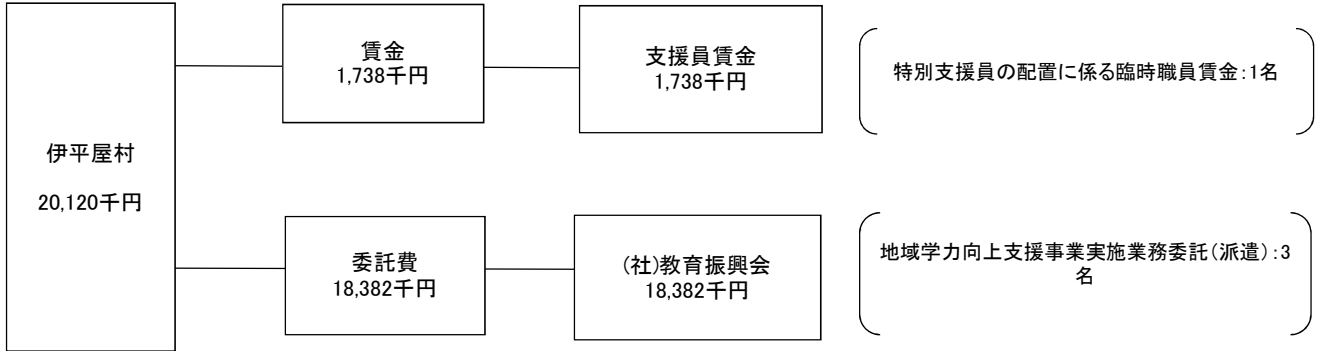 伊平屋村
20,120千円
賃金
1,738千円
支援員賃金
1,738千円
特別支援員の配置に係る臨時職員賃金:1名
委託費
18,382千円
(社)教育振興会
18,382千円
地域学力向上支援事業実施業務委託(派遣):3
名